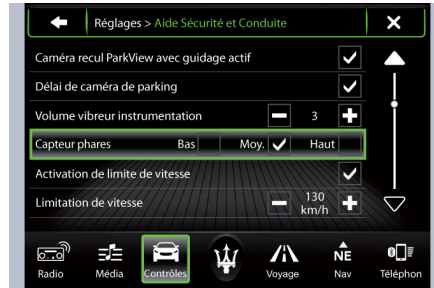 Réglages > Aide Sécurité et Conduite
Caméra recul ParkView avec guidage actif
Délai de caméra de parking
Volume vibreur instrumentation 3
Capteur phares Bas Moy. Haut
Activation de limite de vitesse
Limitation de vitesse 130 km/h
Radio Média Contrôles Voyage Nav Téléphon
NE